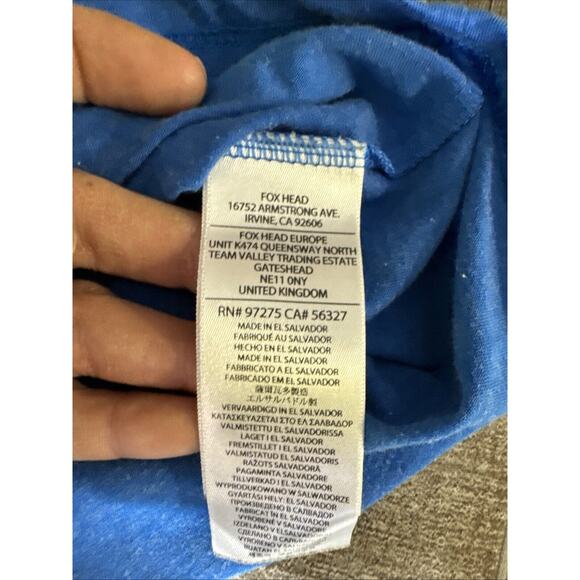 FOX HEAD
16752 ARMSTRONG AVE.
IRVINE, CA 92606
FOX HEAD EUROPE
UNIT K474 QUEENSWAY NORTH
TEAM VALLEY TRADING ESTATE
GATESHEAD
NE11 0NY
UNITED KINGDOM
RN# 97275 CA# 56327
MADE IN EL SALVADOR
FABRIQUÉ AU SALVADOR
HECHO EN EL SALVADOR
MADE IN EL SALVADOR
FABBRICATO A EL SALVADOR
FABRICADO EM EL SALVADOR
薩爾瓦多製造
エルサルバドル製
VERVAARDIGD IN EL SALVADOR
ΚΑΤΑΣΚΕΥΑΖΕΤΑΙ ΣΤΟ ΕΛ ΣΑΛΒΑΔΟΡ
VALMISTETTU EL SALVADORISSA
LAGET I EL SALVADOR
FREMSTILLET I EL SALVADOR
VALMISTATUD EL SALVADORIS
RAŽOTS SALVADORĀ
PAGAMINTA SALVADORE
TILLVERKAD I EL SALVADOR
WYPRODUKOWANO W SALWADORZE
GYÁRTÁSI HELY: EL SALVADOR
ПРОИЗВЕДЕНО В САЛВАДОР
FABRICAT ÎN EL SALVADOR
VYROBENÉ V SALVADOR
IZDELANO V EL SALVADOR
СДЕЛАНО В
VYROBENO V EL SALVADOR